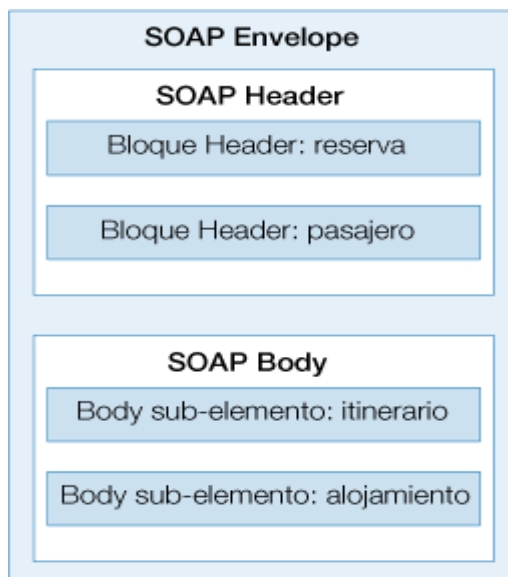 SOAP Envelope
SOAP Header
Bloque Header: reserva
Bloque Header: pasajero
SOAP Body
Body sub-elemento: itinerario
Body sub-elemento: alojamiento